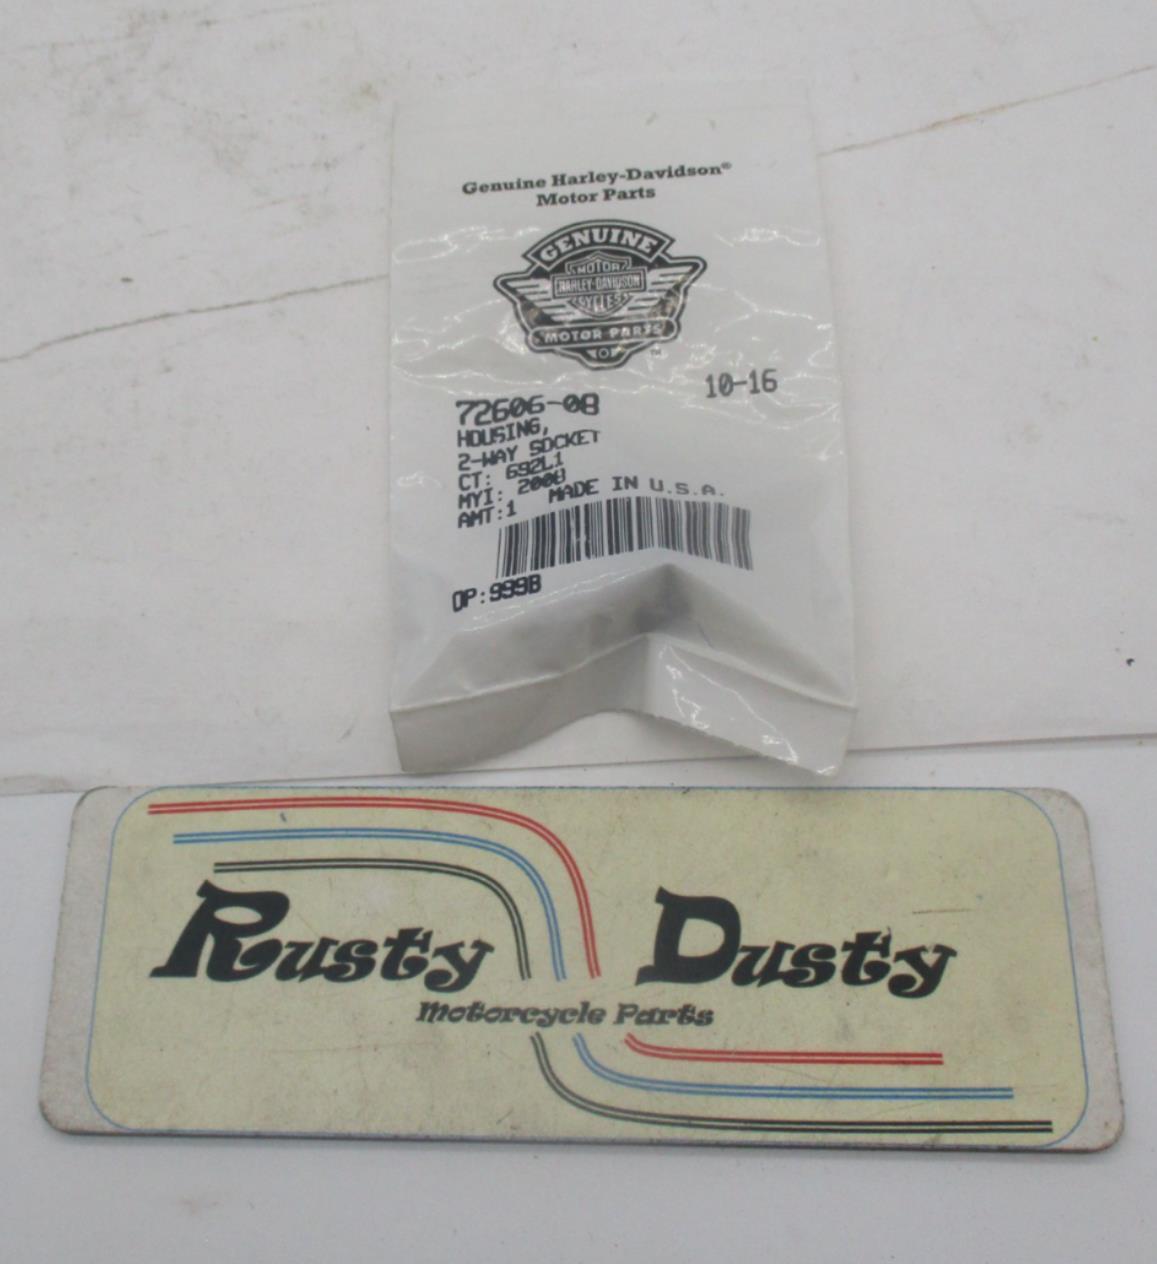 Genuine Harley-Davidson®
Motor Parts
GENUINE
MOTOR
HARLEY-DAVIDSON
CYCLES
MOTOR PARTS
TM
10-16
72606-08
HOUSING,
2-WAY SOCKET
CT: 692L1
MYI: 2008
AMT:1 MADE IN U.S.A.
OP:999B
Rusty Dusty
Motorcycle Parts